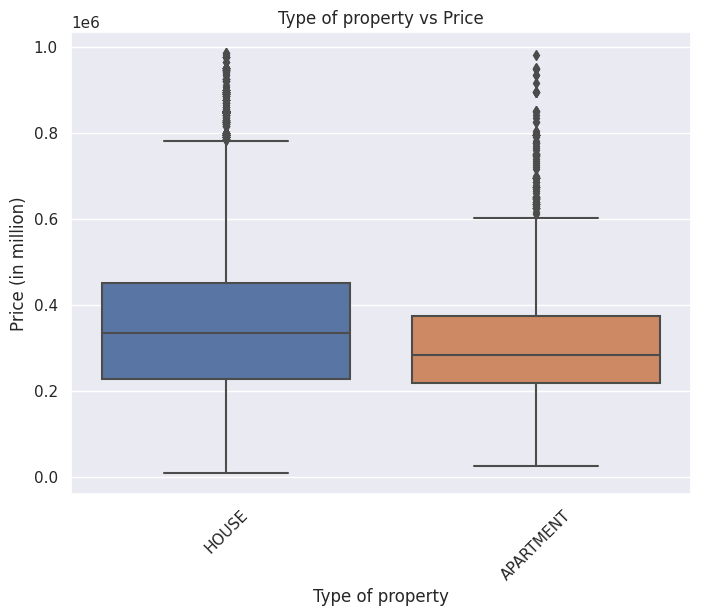 Type of property vs Price
1e6
1.0
0.8
0.6
0.4
0.2
0.0
Price (in million)
HOUSE
APARTMENT
Type of property